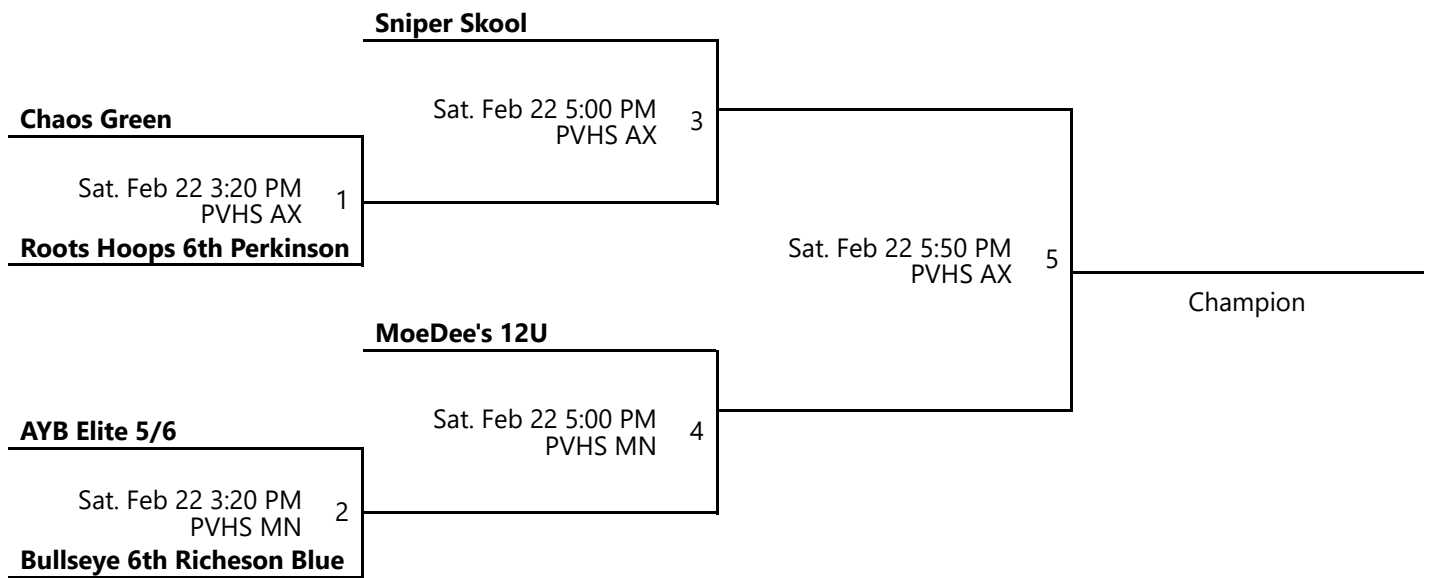 Sniper Skool
Sat. Feb 22 5:00 PM
PVHS AX
3
Chaos Green
Sat. Feb 22 3:20 PM
PVHS AX
1
Roots Hoops 6th Perkinson
Sat. Feb 22 5:50 PM
PVHS AX
5
Champion
MoeDee's 12U
Sat. Feb 22 5:00 PM
PVHS MN
4
AYB Elite 5/6
Sat. Feb 22 3:20 PM
PVHS MN
2
Bullseye 6th Richeson Blue